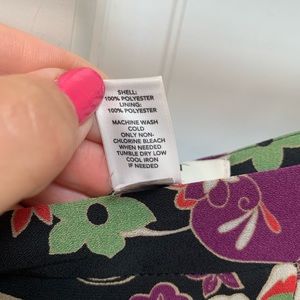 SHELL:
100% POLYESTER
LINING:
100% POLYESTER
MACHINE WASH
COLD
ONLY NON-
CHLORINE BLEACH
WHEN NEEDED
TUMBLE DRY LOW
COOL IRON
IF NEEDED